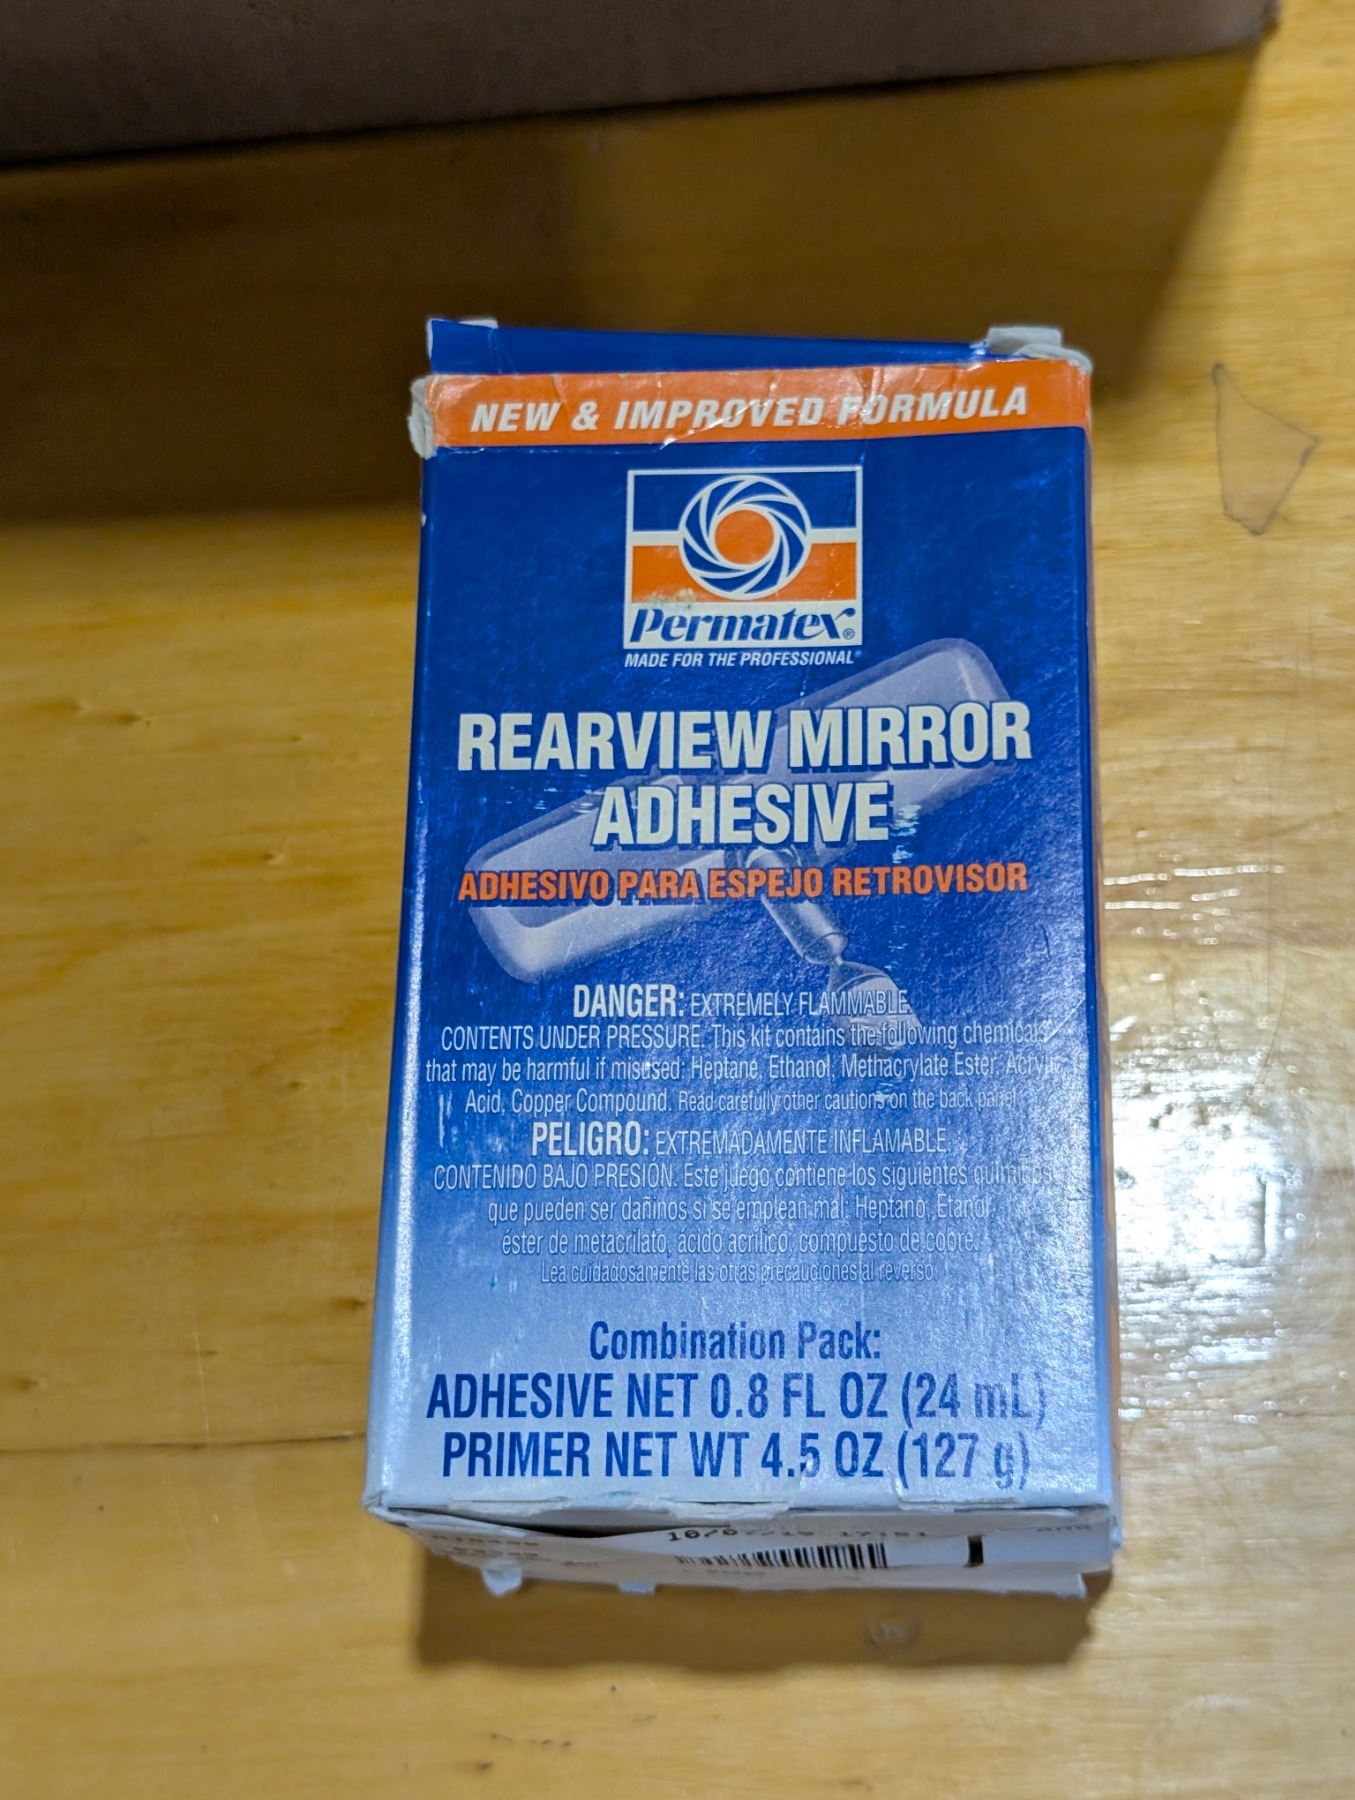 NEW & IMPROVED FORMULA
Permatex®
MADE FOR THE PROFESSIONAL®
REARVIEW MIRROR
ADHESIVE
ADHESIVO PARA ESPEJO RETROVISOR
DANGER: EXTREMELY FLAMMABLE
CONTENTS UNDER PRESSURE. This kit contains the following chemicals
that may be harmful if misused: Heptane, Ethanol, Methacrylate Ester, Acrylic
Acid, Copper Compound. Read carefully other cautions on the back panel
PELIGRO: EXTREMADAMENTE INFLAMABLE.
CONTENIDO BAJO PRESIÓN. Este juego contiene los siguientes químicos
que pueden ser dañinos si se emplean mal: Heptano, Etanol,
éster de metacrilato, ácido acrílico, compuesto de cobre.
Lea cuidadosamente las otras precauciones al reverso.
Combination Pack:
ADHESIVE NET 0.8 FL OZ (24 mL)
PRIMER NET WT 4.5 OZ (127 g)